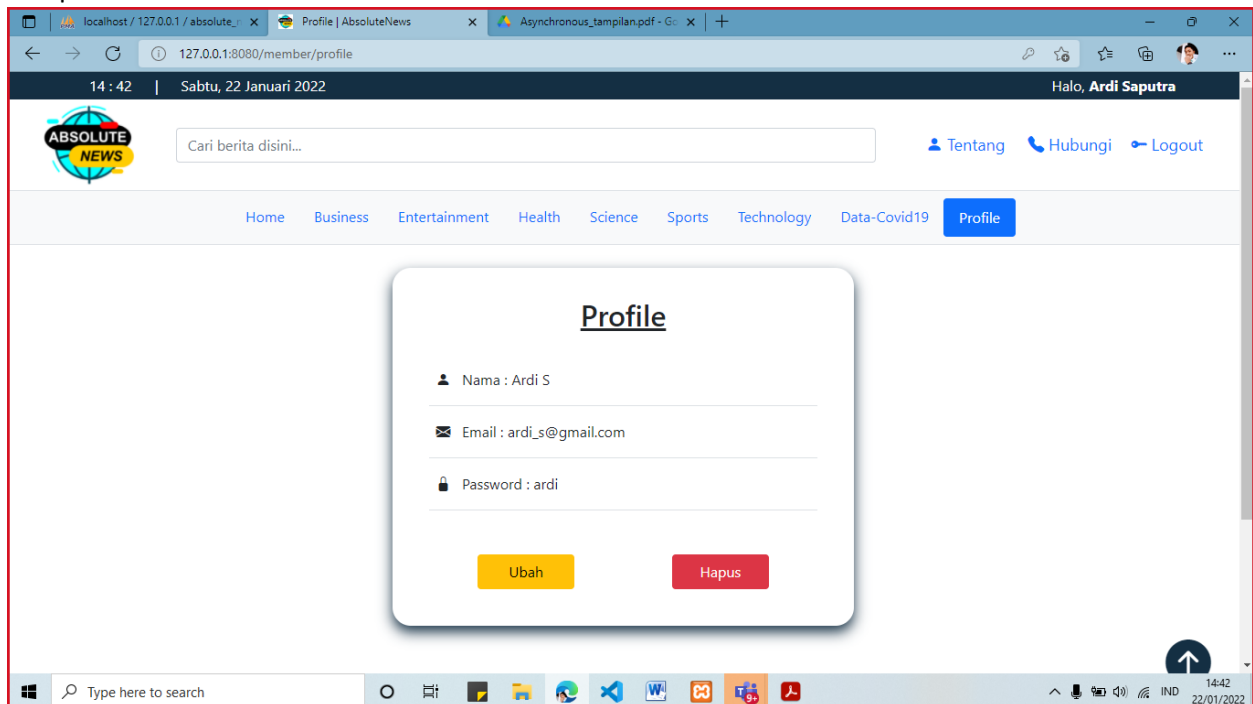 localhost / 127.0.0.1 / absolute_n
Profile | AbsoluteNews
Asynchronous_tampilan.pdf - Go
127.0.0.1:8080/member/profile
14 : 42 | Sabtu, 22 Januari 2022
Halo, Ardi Saputra
ABSOLUTE
NEWS
Cari berita disini...
Tentang
Hubungi
Logout
Home Business Entertainment Health Science Sports Technology Data-Covid19 Profile
Profile
Nama : Ardi S
Email : ardi_s@gmail.com
Password : ardi
Ubah
Hapus
Type here to search
9+
IND
14:42
22/01/2022